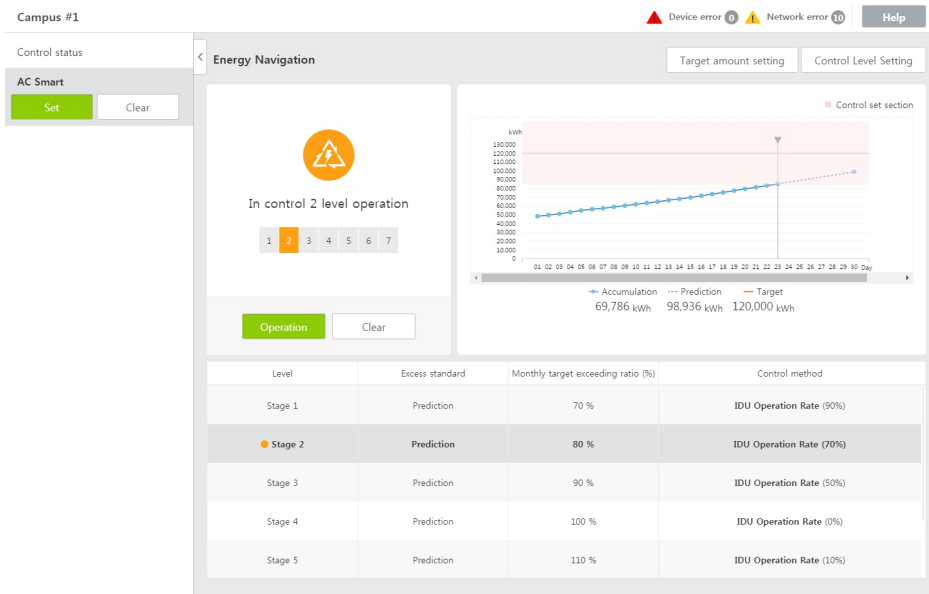 Campus #1
Device error 0 Network error 10 Help
Control status
AC Smart
Set Clear
Energy Navigation
Target amount setting Control Level Setting
In control 2 level operation
1 2 3 4 5 6 7
Operation Clear
Control set section
kWh
130,000
120,000
110,000
100,000
90,000
80,000
70,000
60,000
50,000
40,000
30,000
20,000
10,000
0
01 02 03 04 05 06 07 08 09 10 11 12 13 14 15 16 17 18 19 20 21 22 23 24 25 26 27 28 29 30 Day
Accumulation Prediction Target
69,786 kWh 98,936 kWh 120,000 kWh
Level Excess standard Monthly target exceeding ratio (%) Control method
Stage 1 Prediction 70 % IDU Operation Rate (90%)
Stage 2 Prediction 80 % IDU Operation Rate (70%)
Stage 3 Prediction 90 % IDU Operation Rate (50%)
Stage 4 Prediction 100 % IDU Operation Rate (0%)
Stage 5 Prediction 110 % IDU Operation Rate (10%)